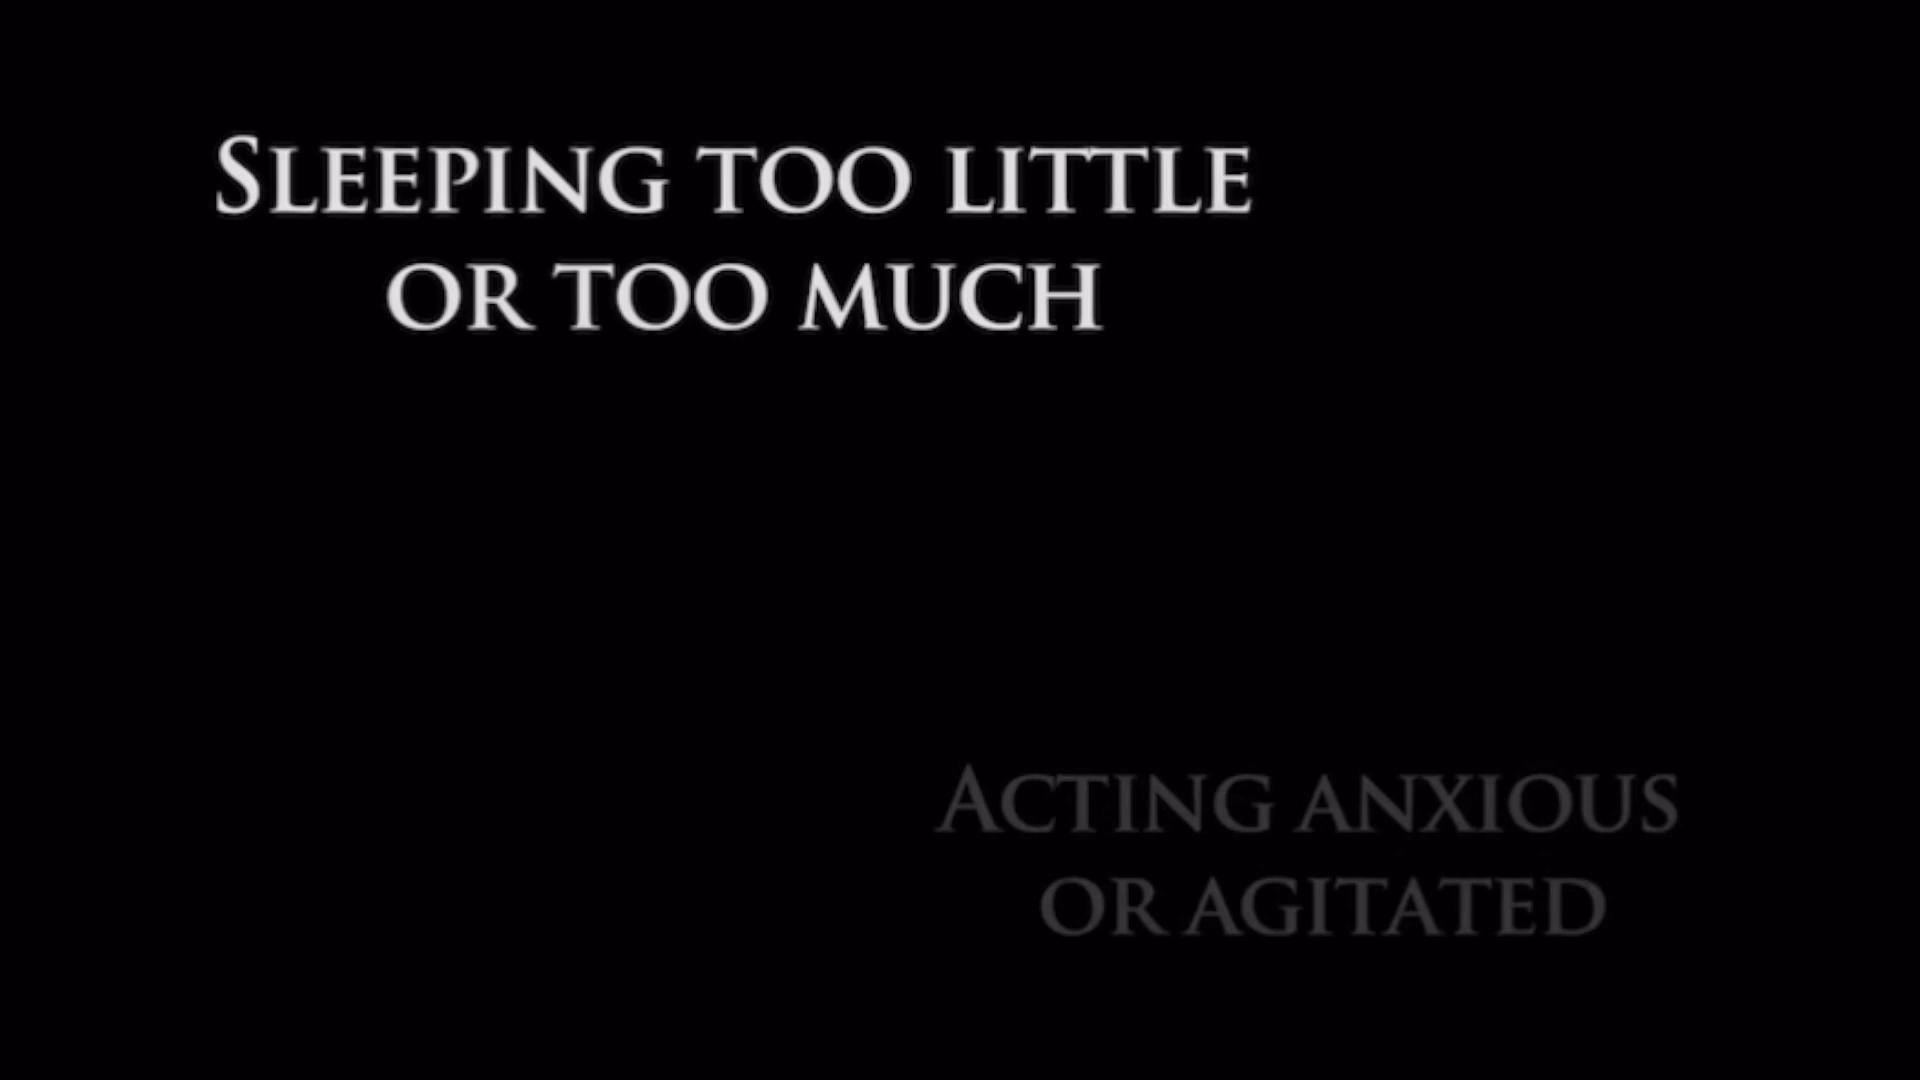 Sleeping too little
or too much
Acting anxious
or agitated